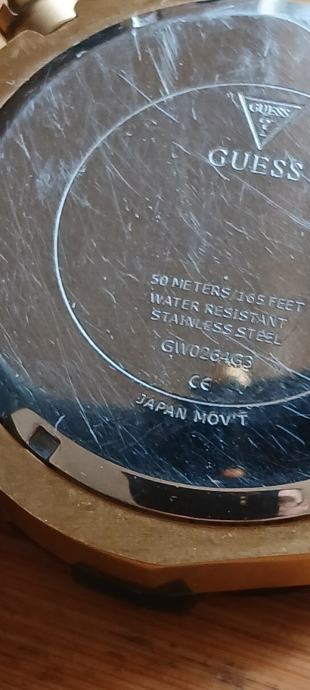 GUESS
?
GUESS
50 METERS/165 FEET
WATER RESISTANT
STAINLESS STEEL
GW0264G3
CE
JAPAN MOV'T